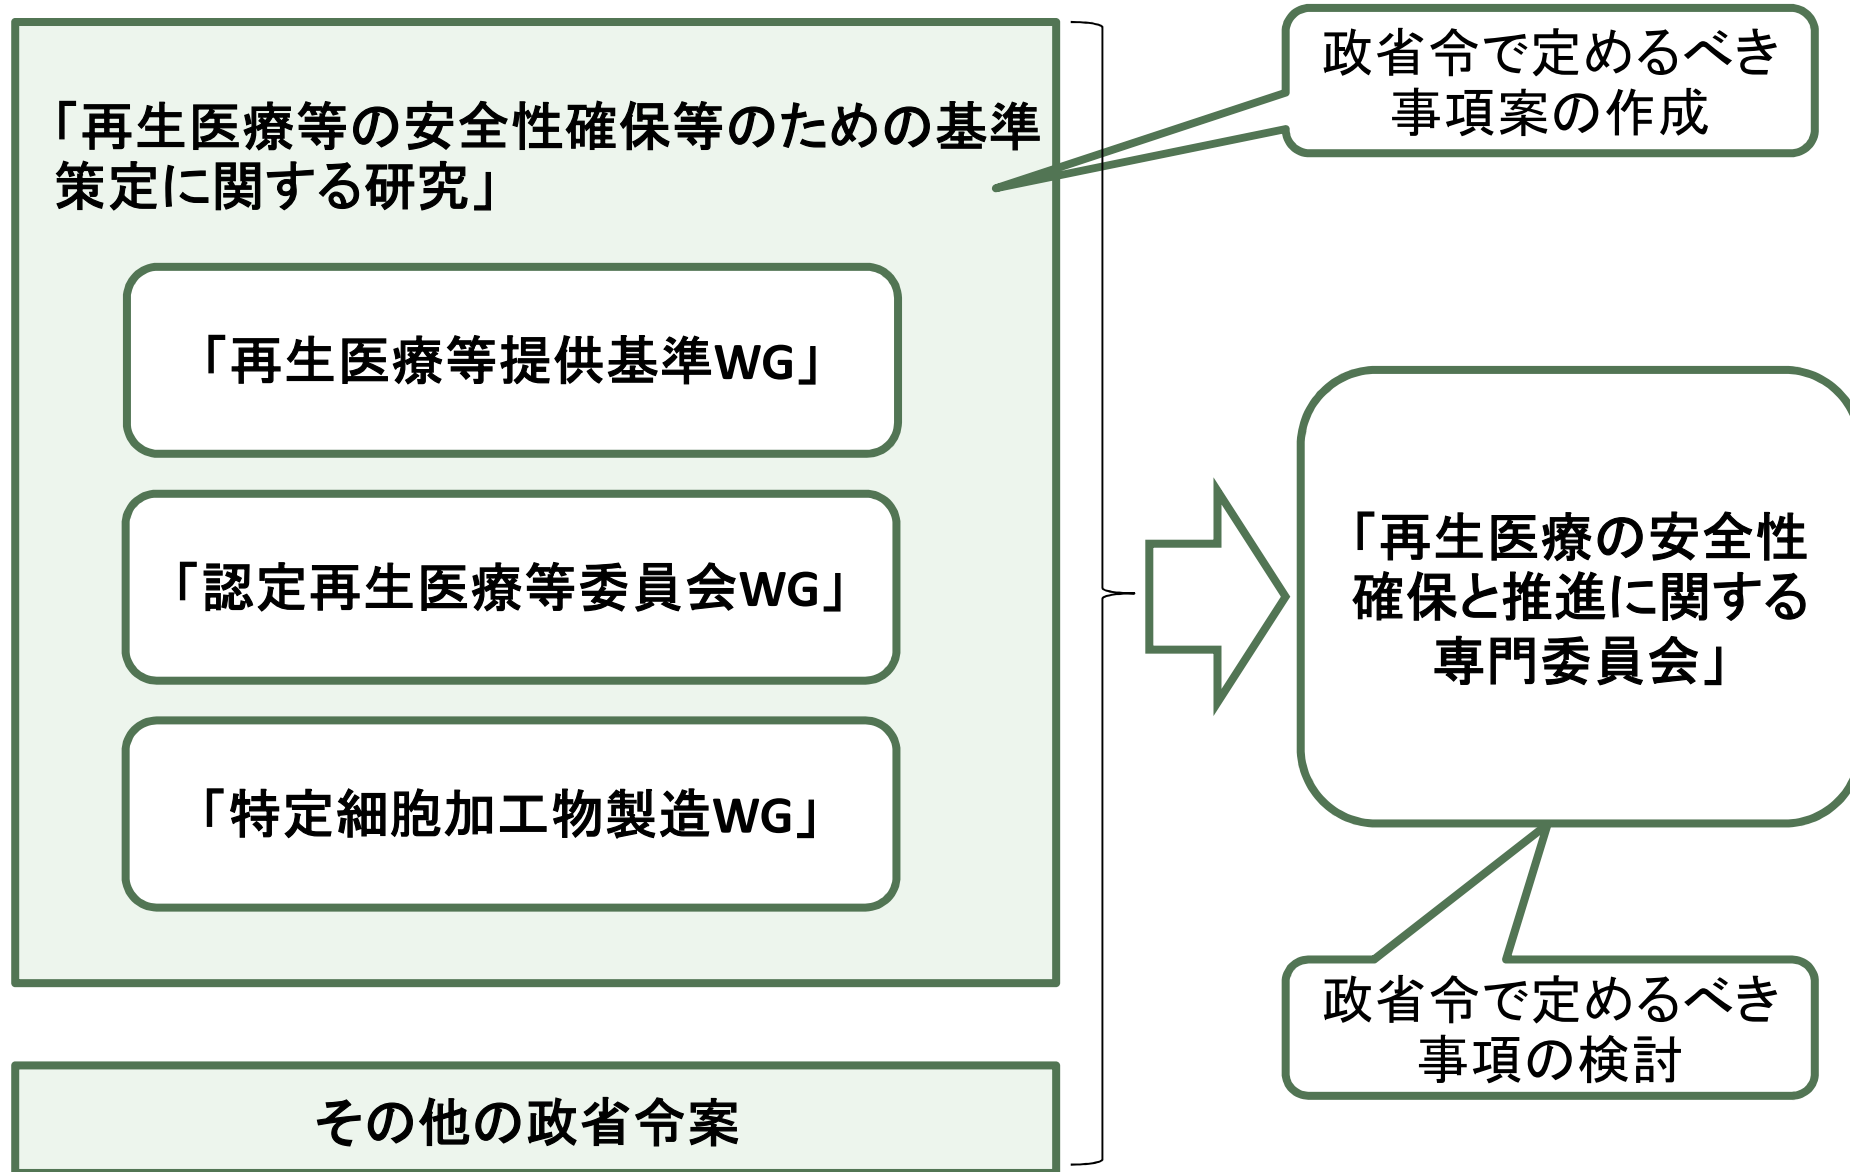 「再生医療等の安全性確保等のための基準
策定に関する研究」
「再生医療等提供基準WG」
「認定再生医療等委員会WG」
「特定細胞加工物製造WG」
その他の政省令案
政省令で定めるべき
事項案の作成
「再生医療の安全性
確保と推進に関する
専門委員会」
政省令で定めるべき
事項の検討